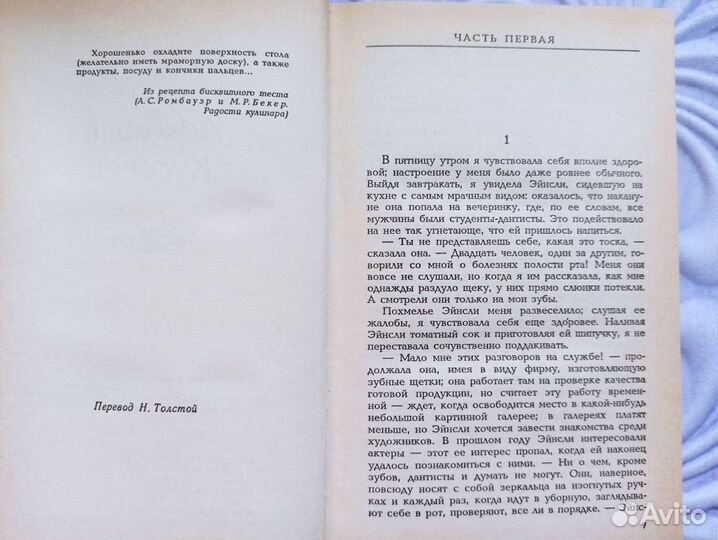 Хорошенько охладите поверхность стола
(желательно иметь мраморную доску), а также
продукты, посуду и кончики пальцев...
Из рецепта бисквитного теста
(А. С. Ромбауэр и М. Р. Бекер.
Радости кулинара)
Перевод Н. Толстой
ЧАСТЬ ПЕРВАЯ
1
В пятницу утром я чувствовала себя вполне здоро-
вой; настроение у меня было даже ровнее обычного.
Выйдя завтракать, я увидела Эйнсли, сидевшую на
кухне с самым мрачным видом: оказалось, что накану-
не она попала на вечеринку, где, по ее словам, все
мужчины были студенты-дантисты. Это подействовало
на нее так угнетающе, что ей пришлось напиться.
— Ты не представляешь себе, какая это тоска, —
сказала она. — Двадцать человек, один за другим, го-
ворили со мной о болезнях полости рта! Меня они
вовсе не слушали, но когда я им рассказала, как мне
однажды раздуло щеку, у них прямо слюнки потекли.
А смотрели они только на мои зубы.
Похмелье Эйнсли меня развеселило; слушая ее
жалобы, я чувствовала себя еще здоровее. Наливая
Эйнсли томатный сок и приготовляя ей шипучку, я не
переставала сочувственно поддакивать.
— Мало мне этих разговоров на службе! — про-
должала она, имея в виду фирму, изготовляющую
зубные щетки; она работает там на проверке качества
готовой продукции, но считает эту работу времен-
ной — ждет, когда освободится место в какой-нибудь
небольшой картинной галерее; в галереях платят
меньше, но Эйнсли хочется завести знакомства среди
художников. В прошлом году Эйнсли интересовали
актеры — этот ее интерес пропал, когда ей наконец
удалось познакомиться с ними. — Ни о чем, кроме
зубов, дантисты и думать не могут. Они, наверное,
повсюду носят с собой зеркальца на изогнутых руч-
ках и каждый раз, когда идут в уборную, заглядыва-
ют себе в рот, проверяют, все ли в порядке. — Эйнс-
Avito